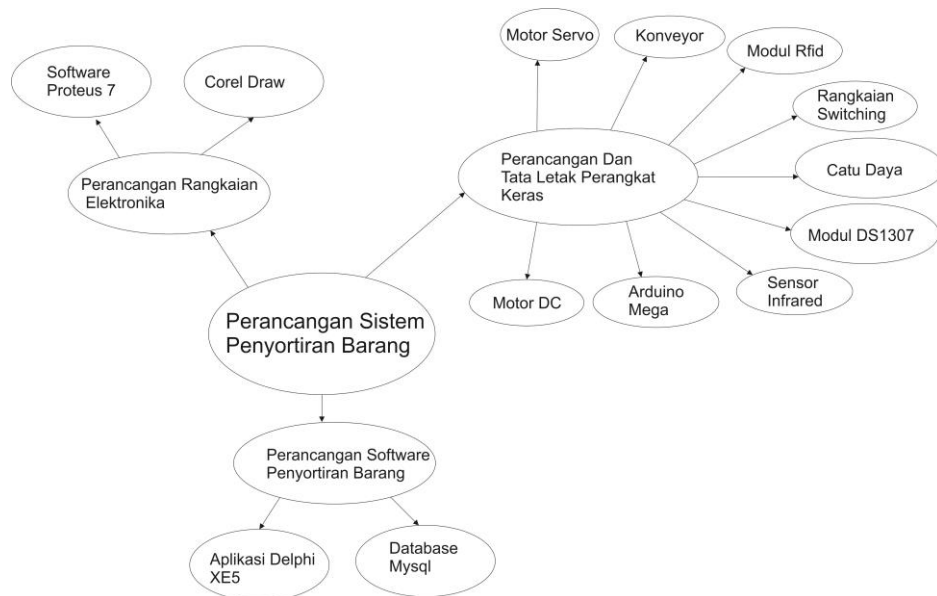 Motor Servo
Konveyor
Modul Rfid
Software
Proteus 7
Corel Draw
Rangkaian
Switching
Perancangan Dan
Tata Letak Perangkat
Keras
Catu Daya
Perancangan Rangkaian
Elektronika
Modul DS1307
Motor DC
Arduino
Mega
Sensor
Infrared
Perancangan Sistem
Penyortiran Barang
Perancangan Software
Penyortiran Barang
Aplikasi Delphi
XE5
Database
Mysql